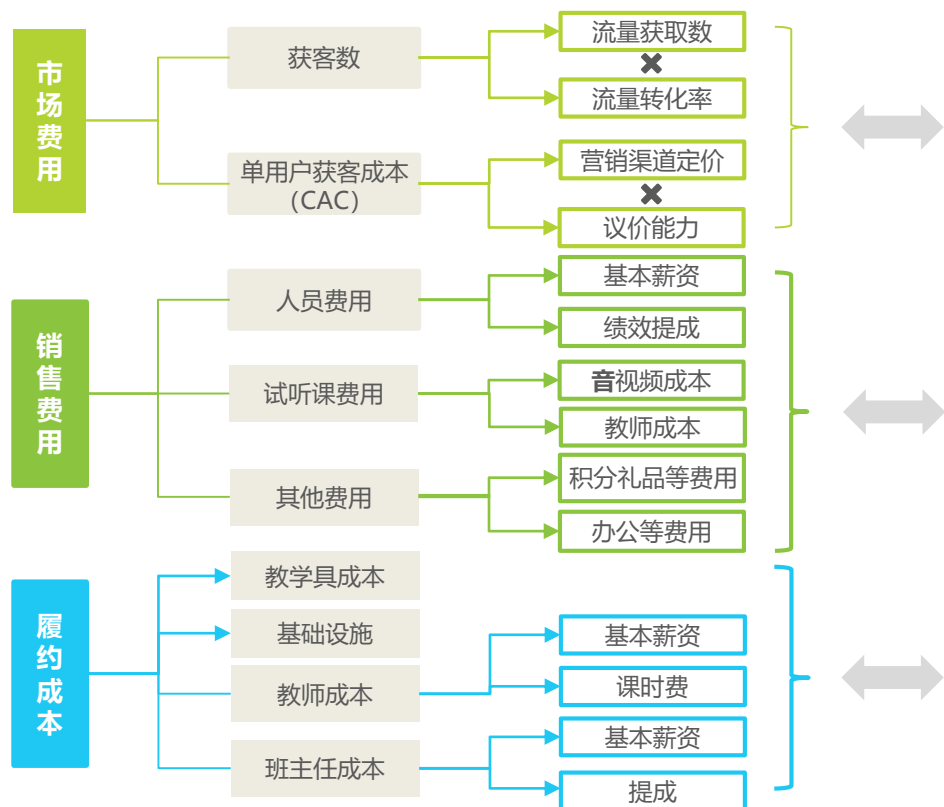 市场费用
获客数
流量获取数
×
流量转化率
单用户获客成本
（CAC）
营销渠道定价
×
议价能力
销售费用
人员费用
基本薪资
绩效提成
试听课费用
音视频成本
教师成本
其他费用
积分礼品等费用
办公等费用
履约成本
教学具成本
基础设施
教师成本
基本薪资
课时费
班主任成本
基本薪资
提成